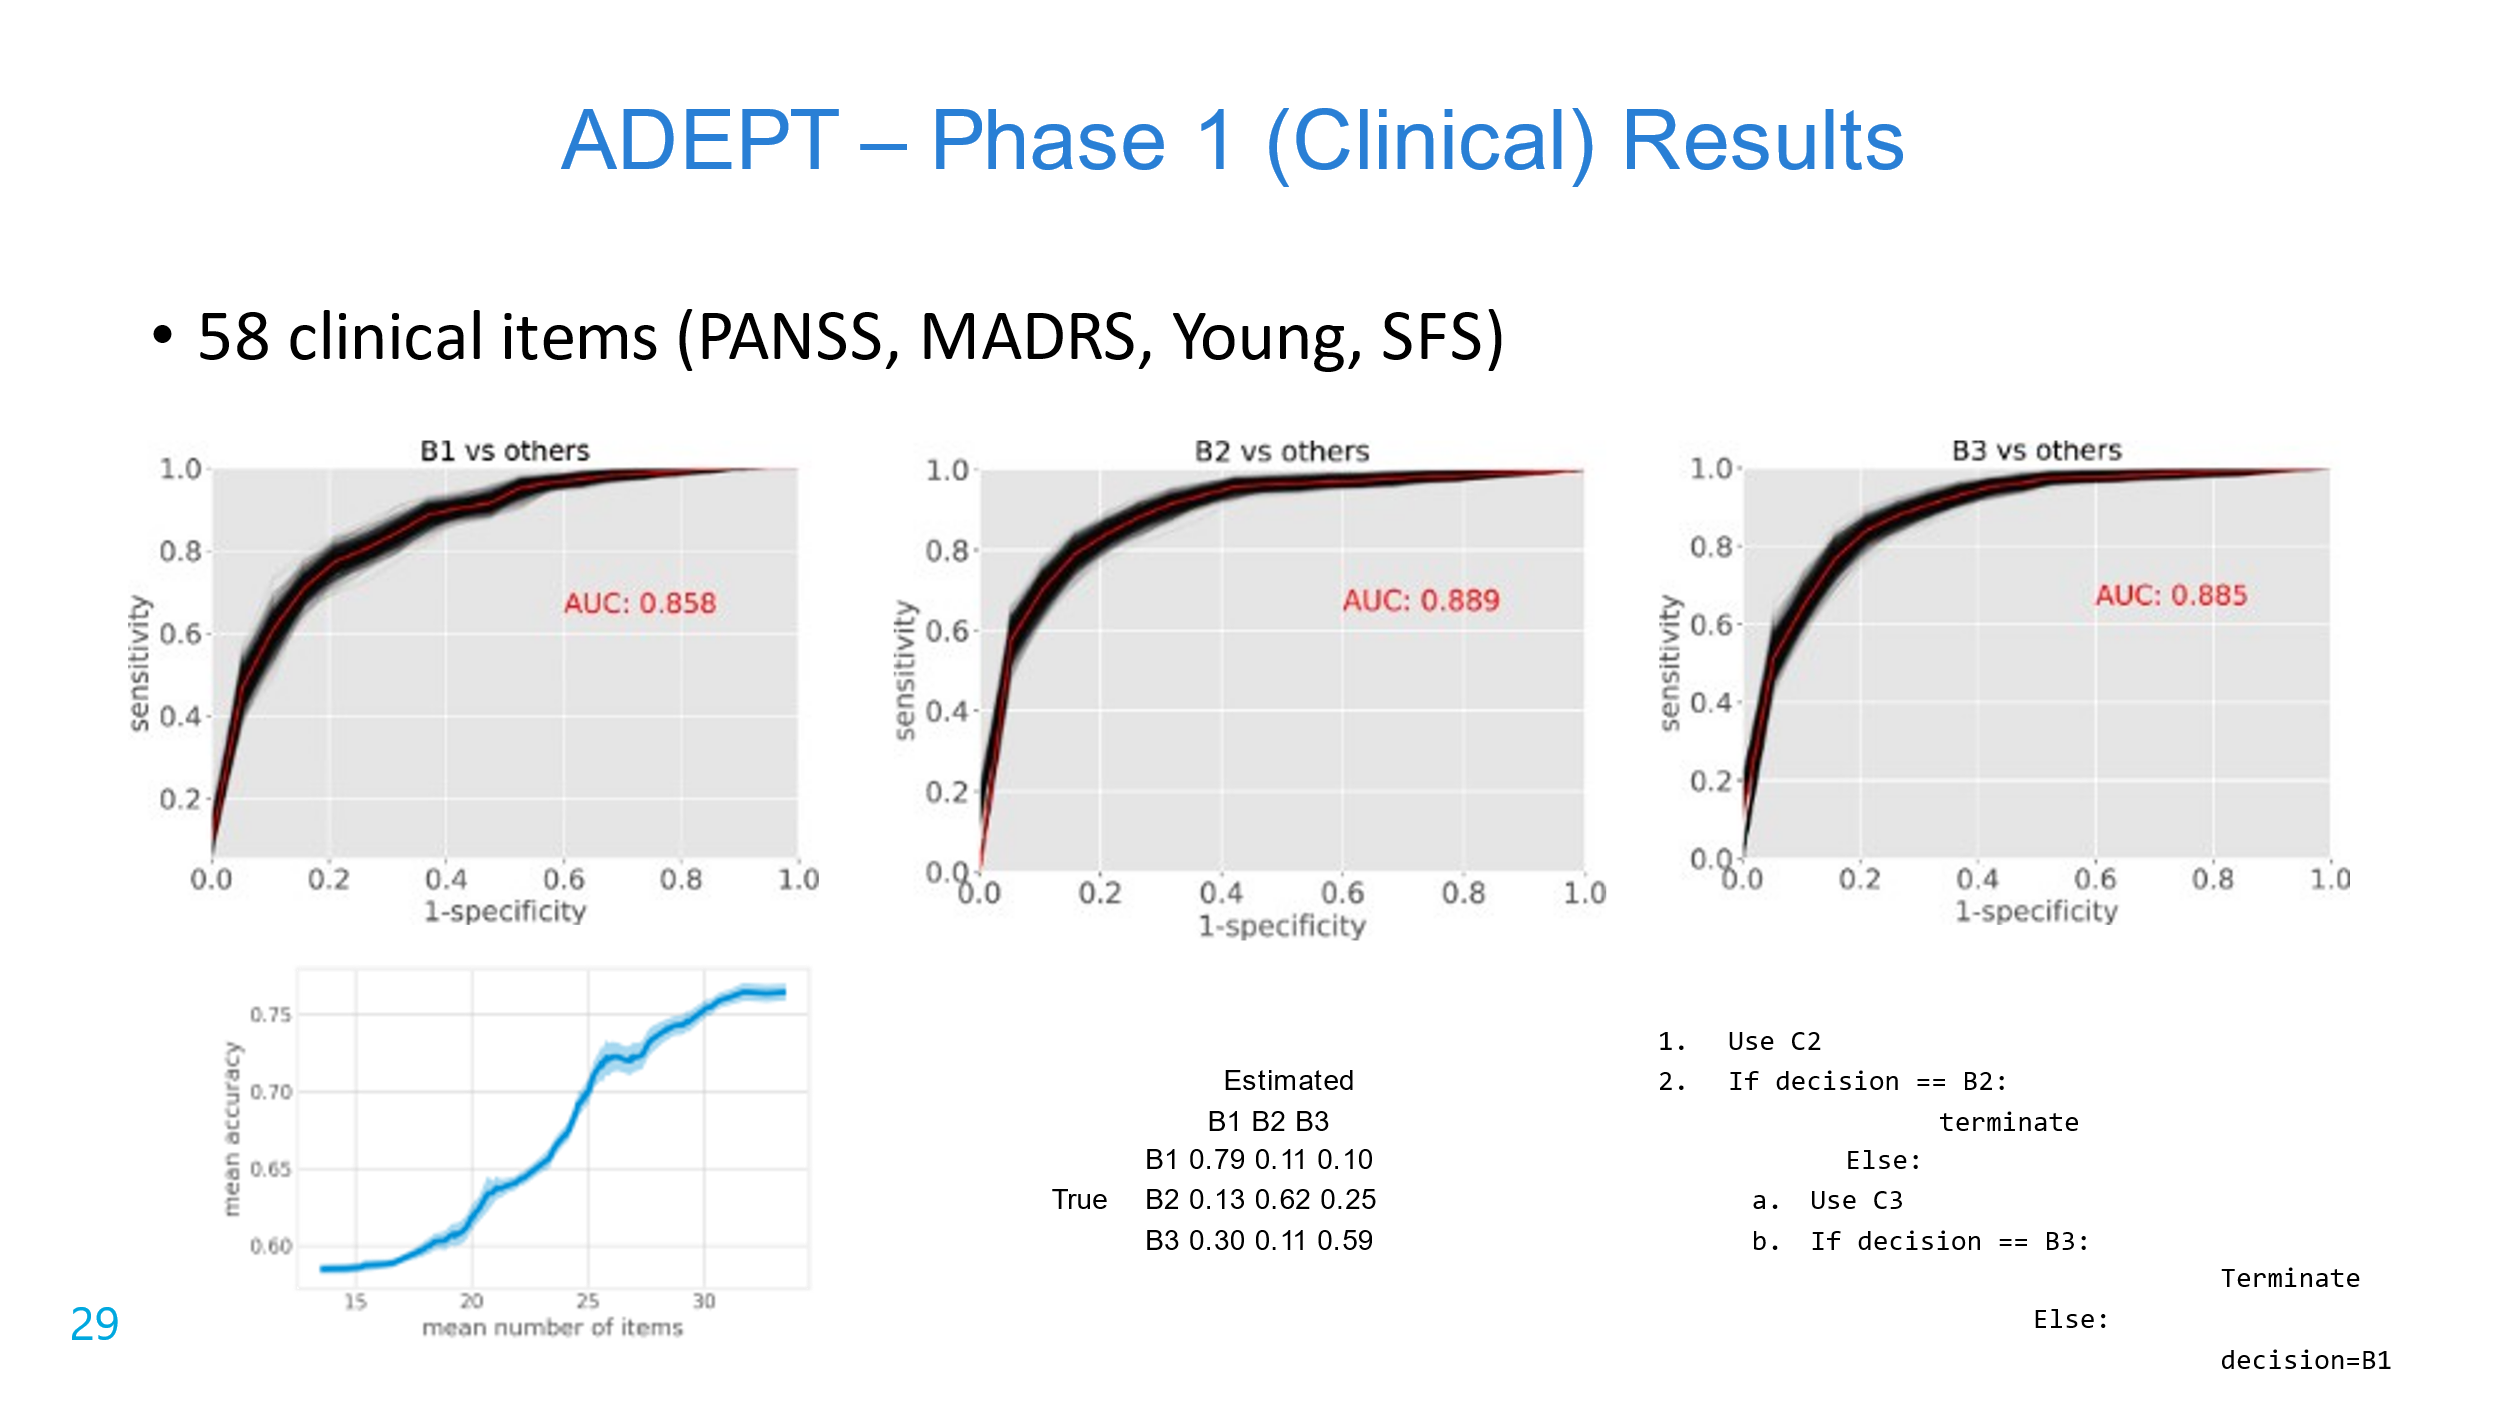 ADEPT – Phase 1 (Clinical) Results
• 58 clinical items (PANSS, MADRS, Young, SFS)
B1 vs others
1.0
0.8
0.6
0.4
0.2
sensitivity
AUC: 0.858
0.0 0.2 0.4 0.6 0.8 1.0
1-specificity
B2 vs others
1.0
0.8
0.6
0.4
0.2
0.0
sensitivity
AUC: 0.889
0.0 0.2 0.4 0.6 0.8 1.0
1-specificity
B3 vs others
1.0
0.8
0.6
0.4
0.2
0.0
sensitivity
AUC: 0.885
0.0 0.2 0.4 0.6 0.8 1.0
1-specificity
0.75
0.70
0.65
0.60
mean accuracy
15 20 25 30
mean number of items
Estimated
B1 B2 B3
B1 0.79 0.11 0.10
True B2 0.13 0.62 0.25
B3 0.30 0.11 0.59
1. Use C2
2. If decision == B2:
terminate
Else:
a. Use C3
b. If decision == B3:
Terminate
Else:
decision=B1
29